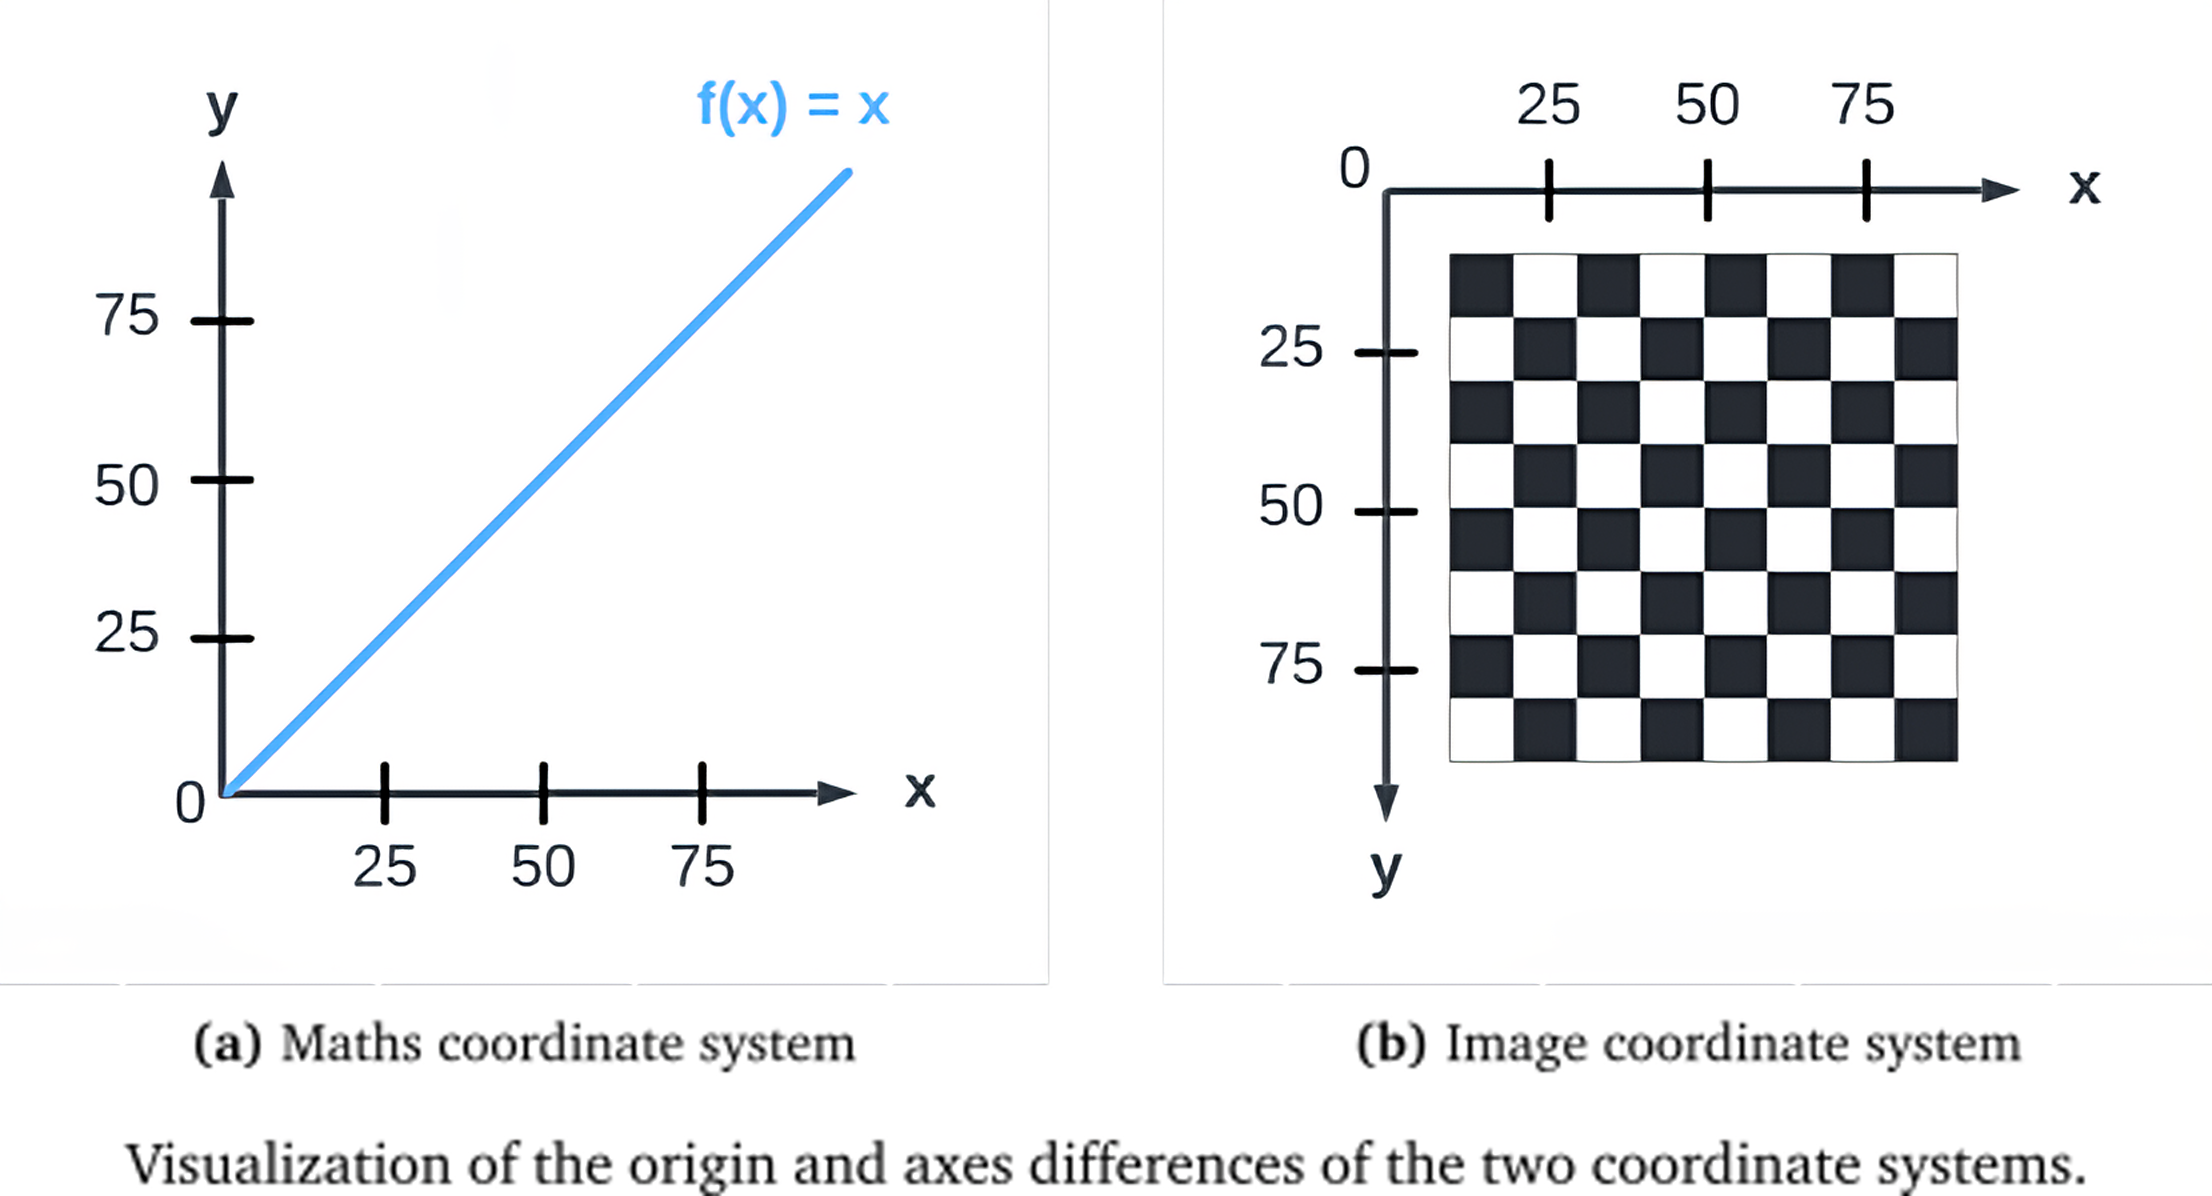 y
f(x) = x
75
50
25
0
x
25 50 75
25 50 75
0
x
25
50
75
y
(a) Maths coordinate system
(b) Image coordinate system
Visualization of the origin and axes differences of the two coordinate systems.